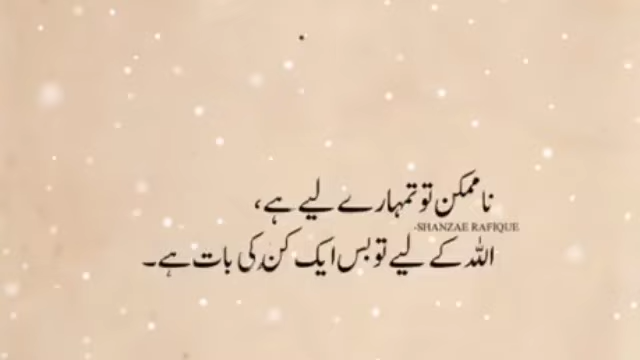 ناممکن تو تمہارے لیے ہے،
-SHANZAE RAFIQUE
اللہ کے لیے تو بس ایک کن کی بات ہے۔